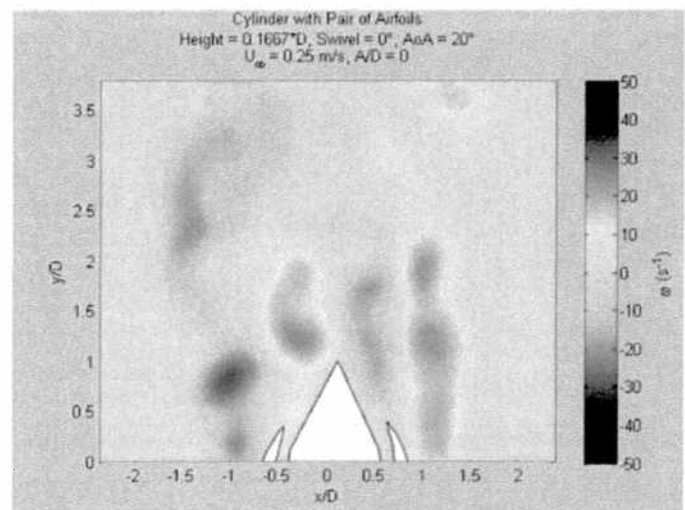 Cylinder with Pair of Airfoils
Height = 0.1667*D, Swivel = 0°, AoA = 20°
U∞ = 0.25 m/s, A/D = 0
3.5
3
2.5
2
1.5
1
0.5
0
y/D
-2 -1.5 -1 -0.5 0 0.5 1 1.5 2
x/D
50
40
30
20
10
0
-10
-20
-30
-40
-50
ω (s⁻¹)